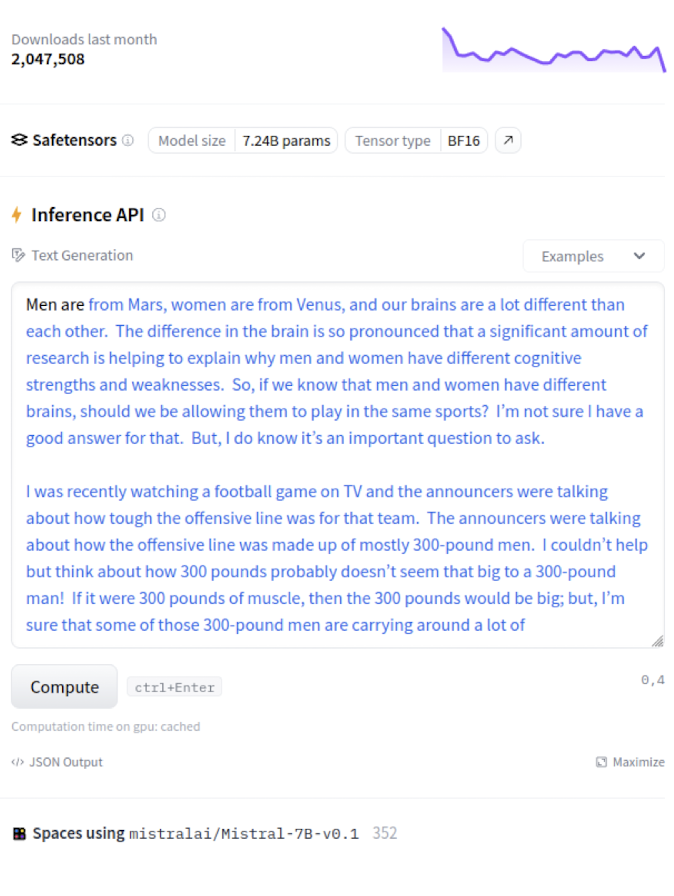 Downloads last month
2,047,508
Safetensors
Model size 7.24B params
Tensor type BF16
Inference API
Text Generation
Examples
Men are from Mars, women are from Venus, and our brains are a lot different than
each other.  The difference in the brain is so pronounced that a significant amount of
research is helping to explain why men and women have different cognitive
strengths and weaknesses.  So, if we know that men and women have different
brains, should we be allowing them to play in the same sports?  I’m not sure I have a
good answer for that.  But, I do know it’s an important question to ask.
I was recently watching a football game on TV and the announcers were talking
about how tough the offensive line was for that team.  The announcers were talking
about how the offensive line was made up of mostly 300-pound men.  I couldn’t help
but think about how 300 pounds probably doesn’t seem that big to a 300-pound
man!  If it were 300 pounds of muscle, then the 300 pounds would be big; but, I’m
sure that some of those 300-pound men are carrying around a lot of
Compute ctrl+Enter
0,4
Computation time on gpu: cached
</> JSON Output
Maximize
Spaces using mistralai/Mistral-7B-v0.1 352